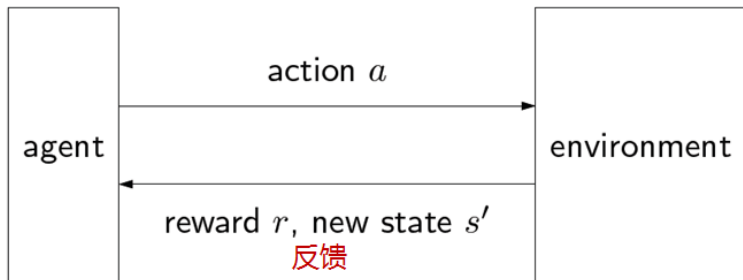 action a
agent
environment
reward r, new state s′
反馈